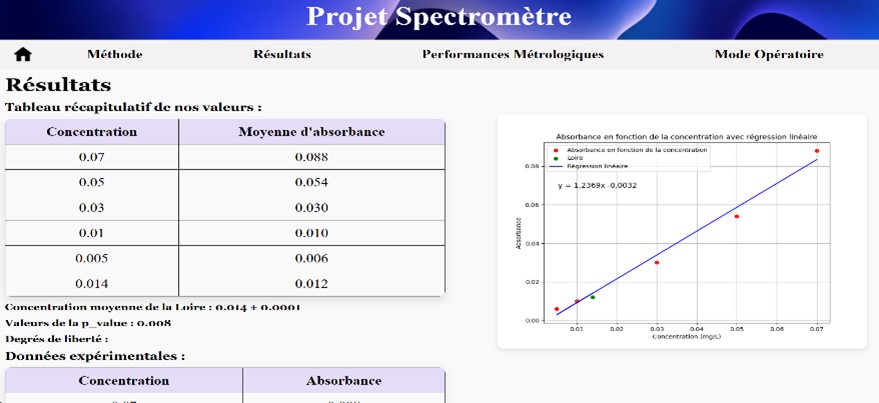 Projet Spectromètre
Méthode Résultats Performances Métrologiques Mode Opératoire
Résultats
Tableau récapitulatif de nos valeurs :
Concentration Moyenne d'absorbance
0.07 0.088
0.05 0.054
0.03 0.030
0.01 0.010
0.005 0.006
0.014 0.012
Concentration moyenne de la Loire : 0.014 + 0.0001
Valeurs de la p_value : 0.008
Degrés de liberté :
Données expérimentales :
Concentration Absorbance
Absorbance en fonction de la concentration avec régression linéaire
Absorbance en fonction de la concentration
Loire
Régression linéaire
y = 1.2369x -0.0032
0.08
0.06
0.04
0.02
0.00
Absorbance
0.01 0.02 0.03 0.04 0.05 0.06 0.07
Concentration (mg/L)